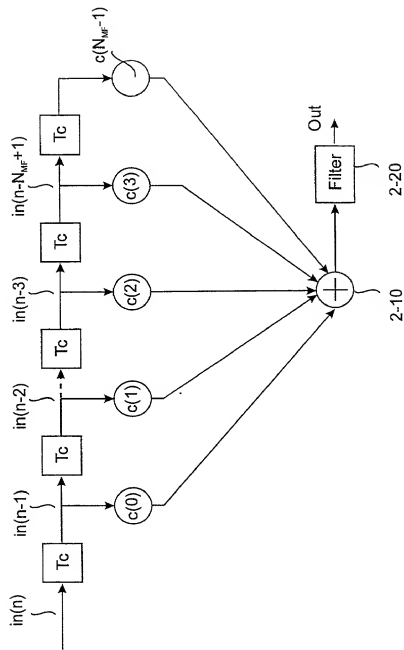 in(n)
in(n-1)
in(n-2)
in(n-3)
in(n-N_MF+1)
Tc
Tc
Tc
Tc
Tc
c(0)
c(1)
c(2)
c(3)
c(N_MF-1)
+
Filter
Out
2-10
2-20